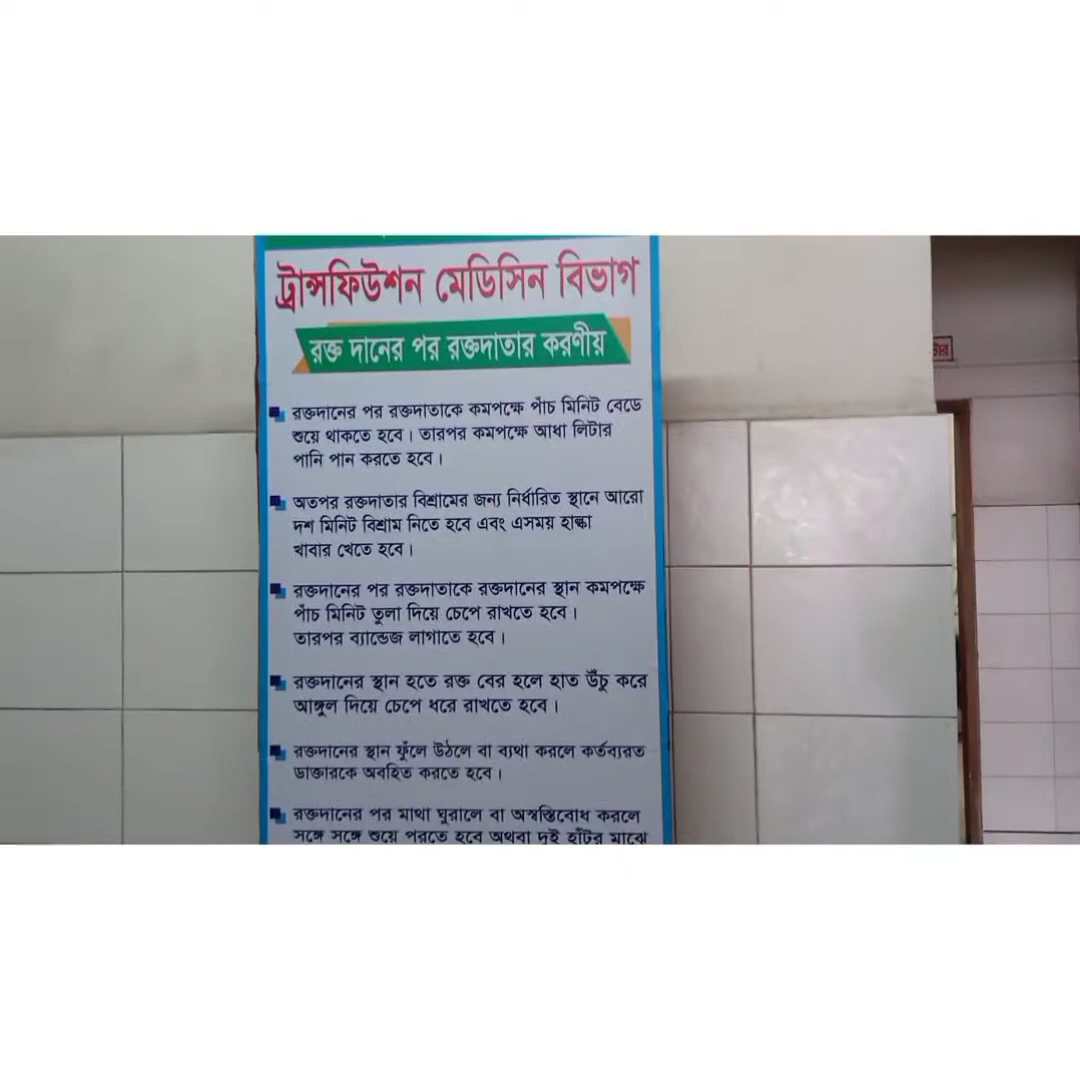 ট্রান্সফিউশন মেডিসিন বিভাগ
রক্ত দানের পর রক্তদাতার করণীয়
রক্তদানের পর রক্তদাতাকে কমপক্ষে পাঁচ মিনিট বেডে
শুয়ে থাকতে হবে। তারপর কমপক্ষে আধা লিটার
পানি পান করতে হবে।
অতপর রক্তদাতার বিশ্রামের জন্য নির্ধারিত স্থানে আরো
দশ মিনিট বিশ্রাম নিতে হবে এবং এসময় হাল্কা
খাবার খেতে হবে।
রক্তদানের পর রক্তদাতাকে রক্তদানের স্থান কমপক্ষে
পাঁচ মিনিট তুলা দিয়ে চেপে রাখতে হবে।
তারপর ব্যান্ডেজ লাগাতে হবে।
রক্তদানের স্থান হতে রক্ত বের হলে হাত উঁচু করে
আঙ্গুল দিয়ে চেপে ধরে রাখতে হবে।
রক্তদানের স্থান ফুঁলে উঠলে বা ব্যথা করলে কর্তব্যরত
ডাক্তারকে অবহিত করতে হবে।
রক্তদানের পর মাথা ঘুরালে বা অস্বস্তিবোধ করলে
সঙ্গে সঙ্গে শুয়ে পরতে হবে অথবা দুই হাঁটুর মাঝে